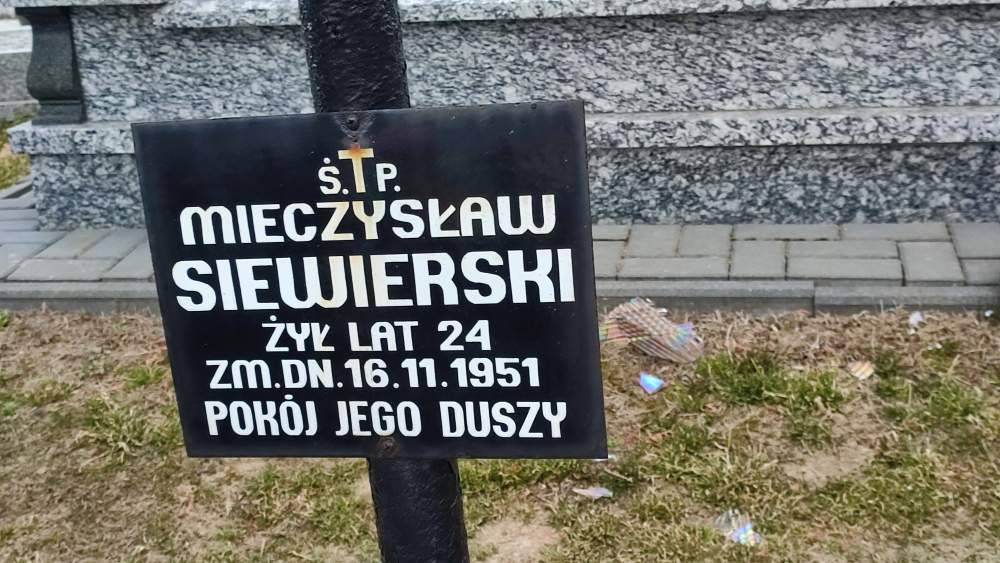 Ś.†P.
MIECZYSŁAW
SIEWIERSKI
ŻYŁ LAT 24
ZM.DN.16.11.1951
POKÓJ JEGO DUSZY